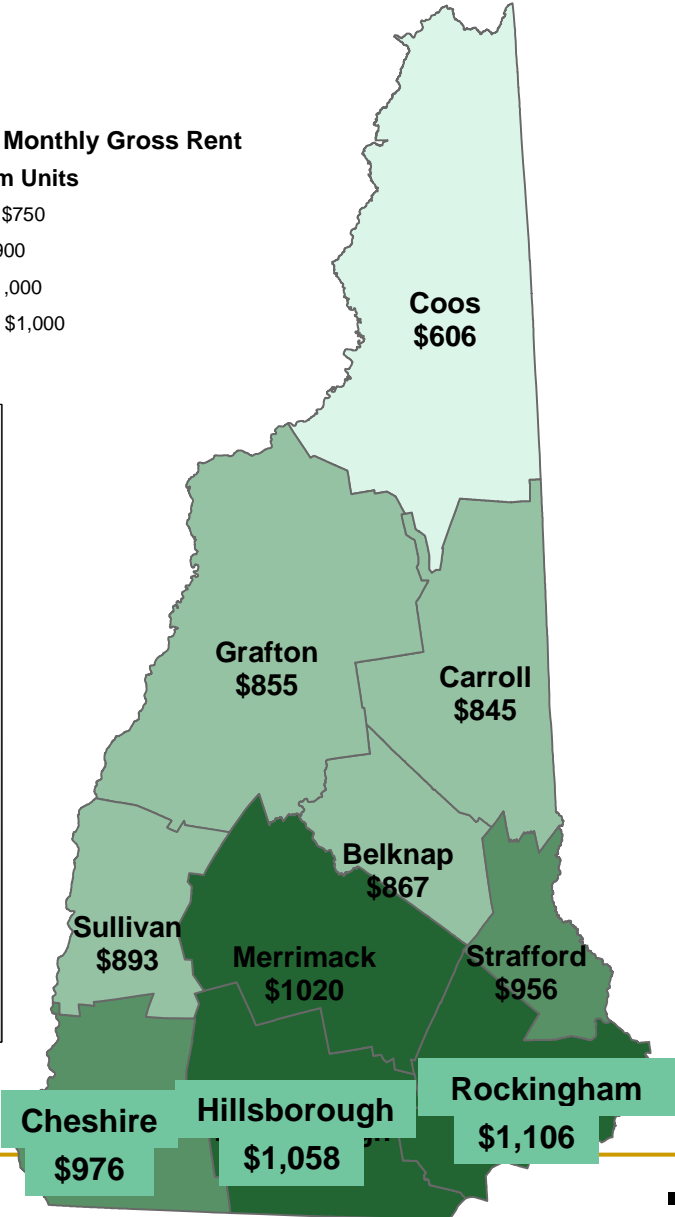 Monthly Gross Rent
m Units
$750
900
,000
$1,000
Coos
$606
Grafton
$855
Carroll
$845
Belknap
$867
Sullivan
$893
Merrimack
$1020
Strafford
$956
Rockingham
$1,106
Hillsborough
$1,058
Cheshire
$976